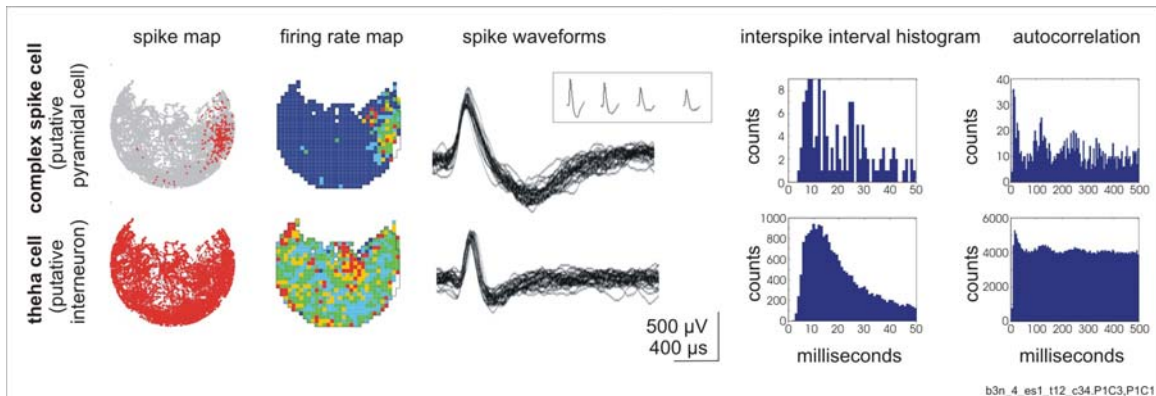 spike map
firing rate map
spike waveforms
interspike interval histogram
autocorrelation
complex spike cell
(putative
pyramidal cell)
counts
9
8
6
4
2
0
0 10 20 30 40 50
counts
40
30
20
10
0
0 100 200 300 400 500
theha cell
(putative
interneuron)
500 µV
400 µs
counts
1000
800
600
400
200
0
0 10 20 30 40 50
milliseconds
counts
6000
4000
2000
0
0 100 200 300 400 500
milliseconds
b3n_4_es1_t12_c34.P1C3,P1C1